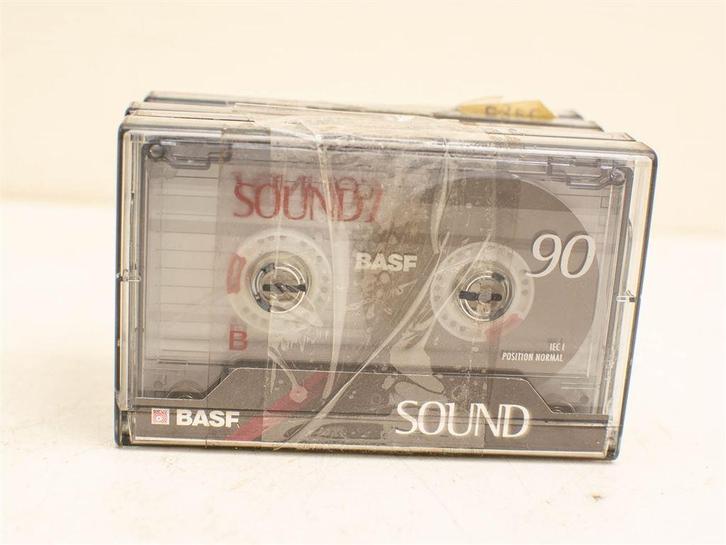 SOUND I
BASF
90
B
IEC I
POSITION NORMAL
BASF
SOUND